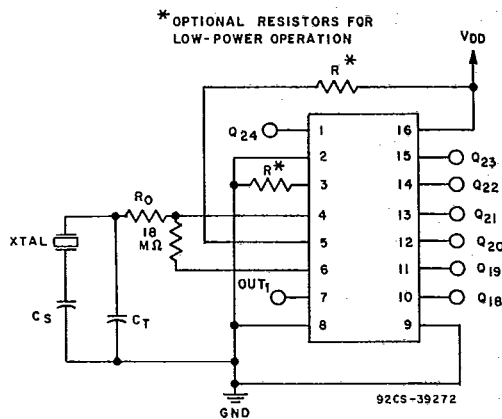 *OPTIONAL RESISTORS FOR
LOW-POWER OPERATION
VDD
R*
Q24
1
16
2
15
Q23
R*
3
14
Q22
RO
4
13
Q21
XTAL
18
MΩ
5
12
Q20
6
11
Q19
OUT1
7
10
Q18
CS
CT
8
9
GND
92CS-39272